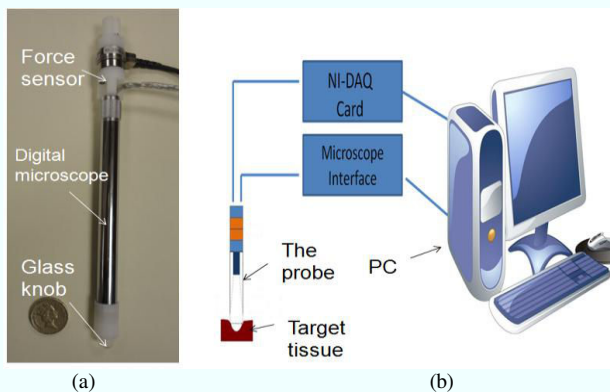 Force
sensor
Digital
microscope
Glass
knob
(a)
NI-DAQ
Card
Microscope
Interface
The
probe
PC
Target
tissue
(b)